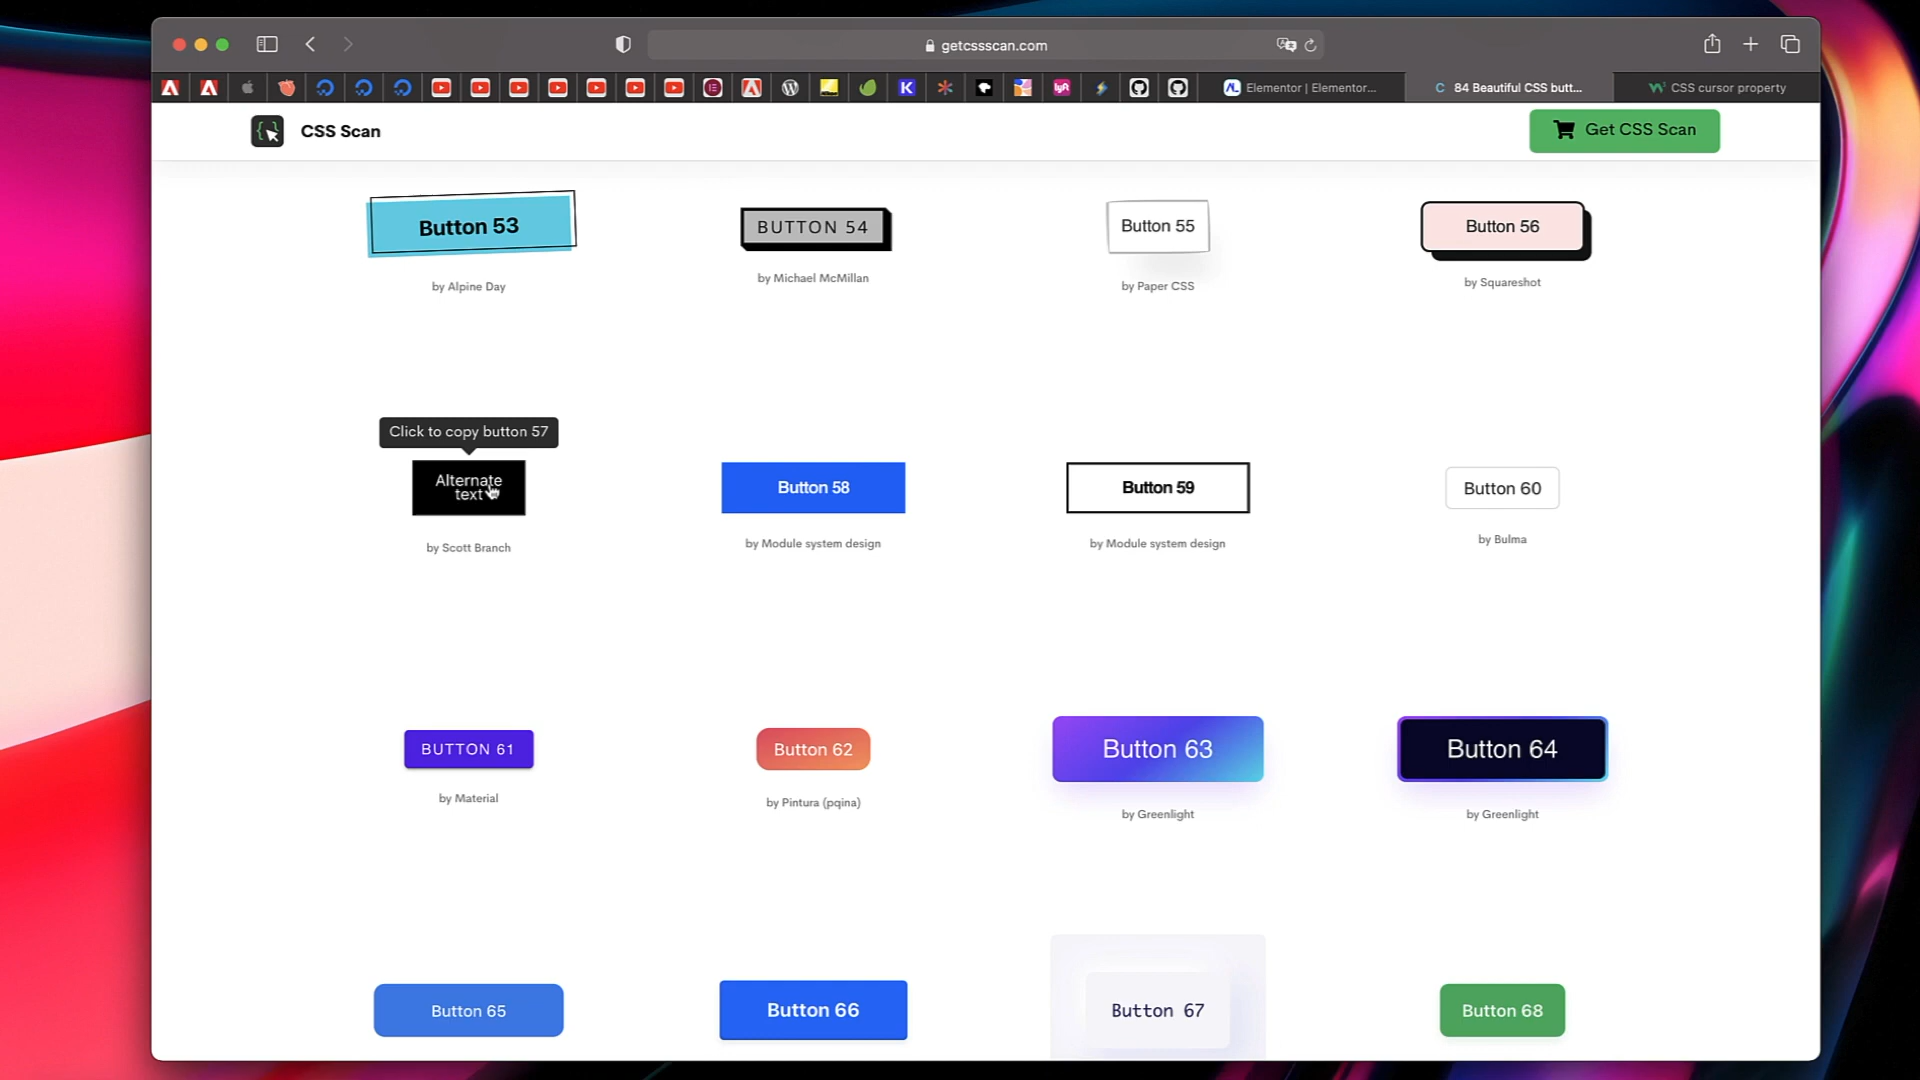 getcssscan.com
Elementor | Elementor...
84 Beautiful CSS butt...
CSS cursor property
CSS Scan
Get CSS Scan
Button 53
BUTTON 54
Button 55
Button 56
by Alpine Day
by Michael McMillan
by Paper CSS
by Squareshot
Click to copy button 57
Alternate
text
Button 58
Button 59
Button 60
by Scott Branch
by Module system design
by Module system design
by Bulma
BUTTON 61
Button 62
Button 63
Button 64
by Material
by Pintura (pqina)
by Greenlight
by Greenlight
Button 65
Button 66
Button 67
Button 68